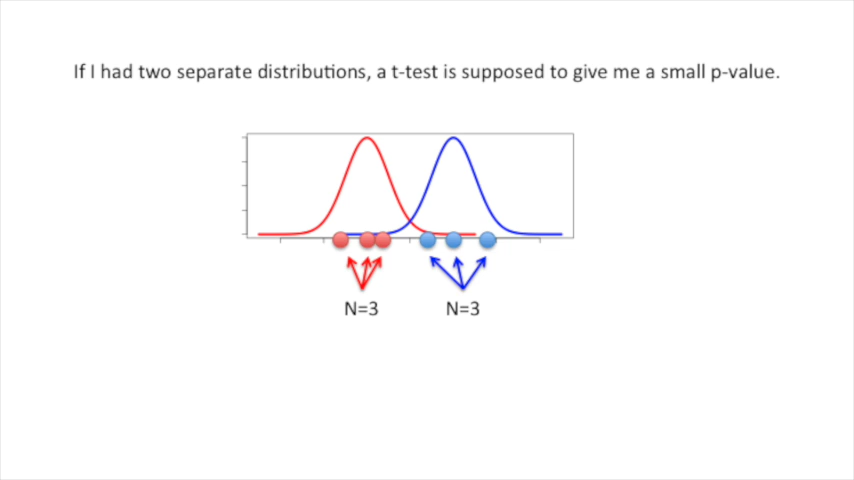 If I had two separate distributions, a t-test is supposed to give me a small p-value.
N=3 N=3